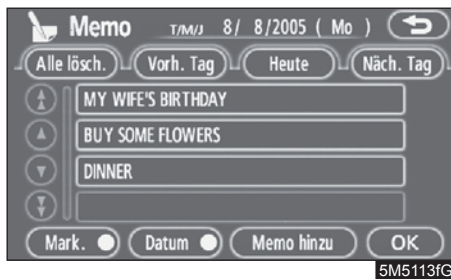 Memo T/M/J 8/ 8/2005 ( Mo )
Alle lösch. Vorh. Tag Heute Näch. Tag
MY WIFE'S BIRTHDAY
BUY SOME FLOWERS
DINNER
Mark. Datum Memo hinzu OK
5M5113fG